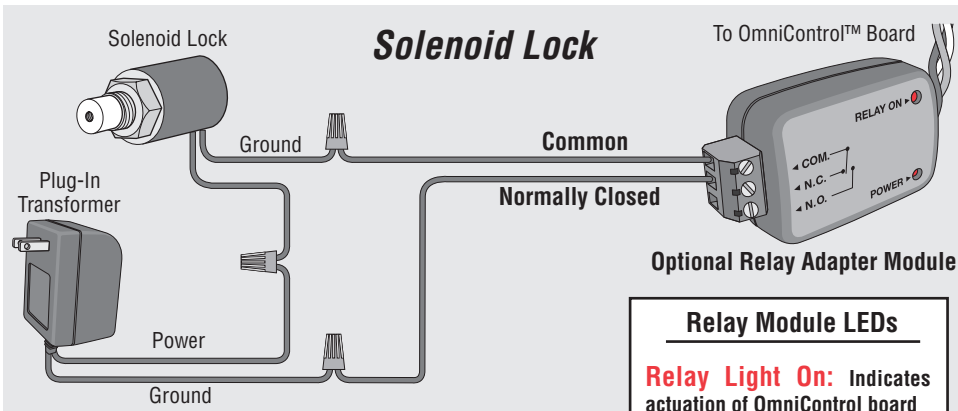 Solenoid Lock
Solenoid Lock
To OmniControl™ Board
RELAY ON ►
Ground
Common
◄ COM.
◄ N.C.
◄ N.O.
POWER ►
Plug-In
Transformer
Normally Closed
Optional Relay Adapter Module
Power
Ground
Relay Module LEDs
Relay Light On: Indicates
actuation of OmniControl board